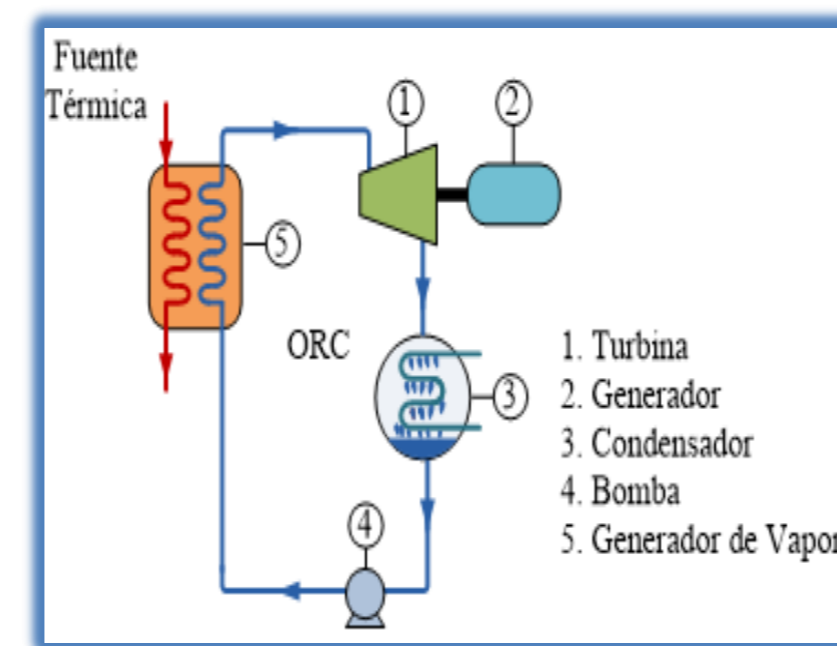 Fuente
Térmica
1
2
5
ORC
3
4
1. Turbina
2. Generador
3. Condensador
4. Bomba
5. Generador de Vapor